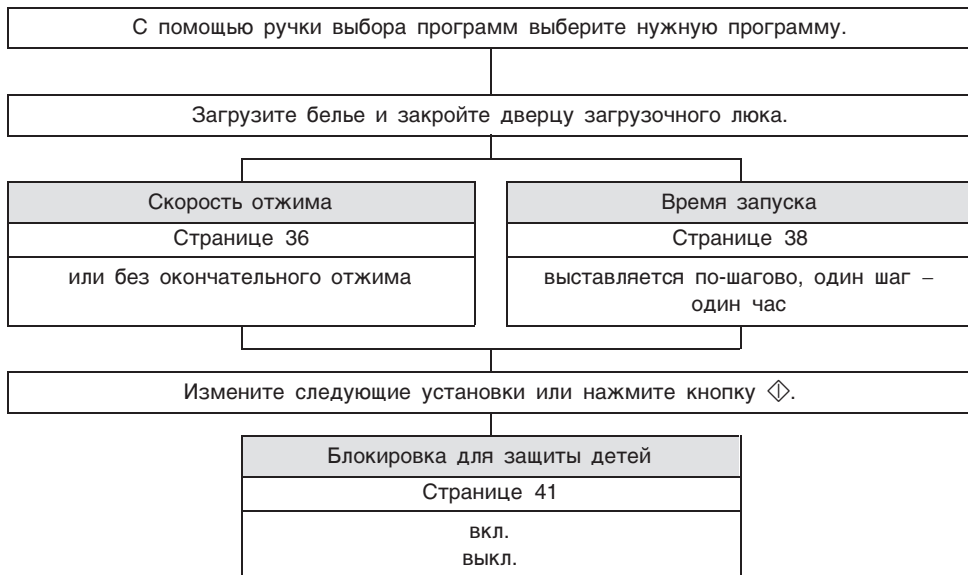 С помощью ручки выбора программ выберите нужную программу.
Загрузите белье и закройте дверцу загрузочного люка.
Скорость отжима
Странице 36
или без окончательного отжима
Время запуска
Странице 38
выставляется по-шагово, один шаг –
один час
Измените следующие установки или нажмите кнопку.
Блокировка для защиты детей
Странице 41
вкл.
выкл.